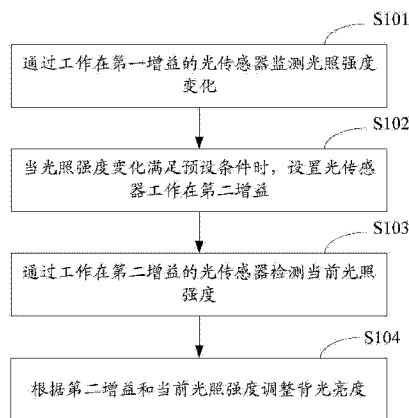 S101
通过工作在第一增益的光传感器监测光照强度
变化
S102
当光照强度变化满足预设条件时，设置光传感
器工作在第二增益
S103
通过工作在第二增益的光传感器检测当前光照
强度
S104
根据第二增益和当前光照强度调整背光亮度